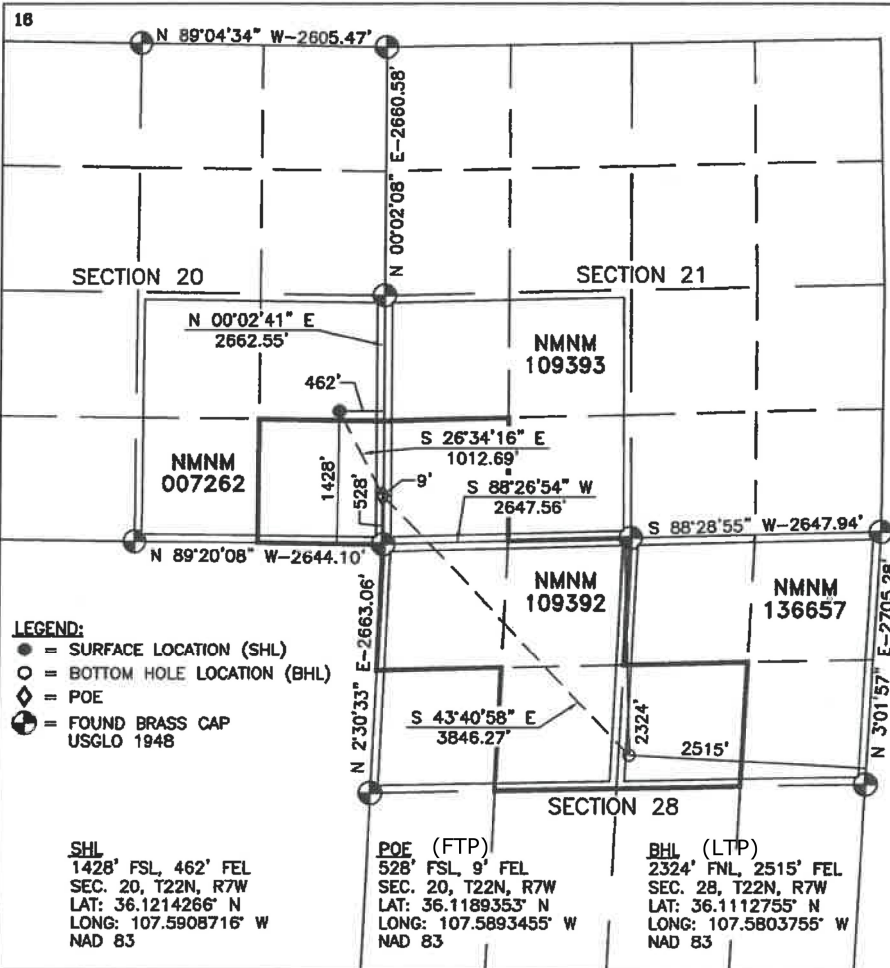 18
N 89°04'34" W-2605.47'
N 00°02'08" E-2660.58'
SECTION 20
SECTION 21
N 00°02'41" E
2662.55'
NMNM
109393
462'
S 26°34'16" E
1012.69'
NMNM
007262
1428'
528'
9'
S 88°26'54" W
2647.56'
S 88°28'55" W-2647.94'
N 89°20'08" W-2644.10'
NMNM
109392
NMNM
136657
N 2°30'33" E-2663.06'
N 3°01'57" E-2705.28'
LEGEND:
= SURFACE LOCATION (SHL)
= BOTTOM HOLE LOCATION (BHL)
= POE
= FOUND BRASS CAP
USGLO 1948
S 43°40'58" E
3846.27'
2324'
2515'
SECTION 28
SHL
1428' FSL, 462' FEL
SEC. 20, T22N, R7W
LAT: 36.1214266° N
LONG: 107.5908716° W
NAD 83
POE (FTP)
528' FSL, 9' FEL
SEC. 20, T22N, R7W
LAT: 36.1189353° N
LONG: 107.5893455° W
NAD 83
BHL (LTP)
2324' FNL, 2515' FEL
SEC. 28, T22N, R7W
LAT: 36.1112755° N
LONG: 107.5803755° W
NAD 83